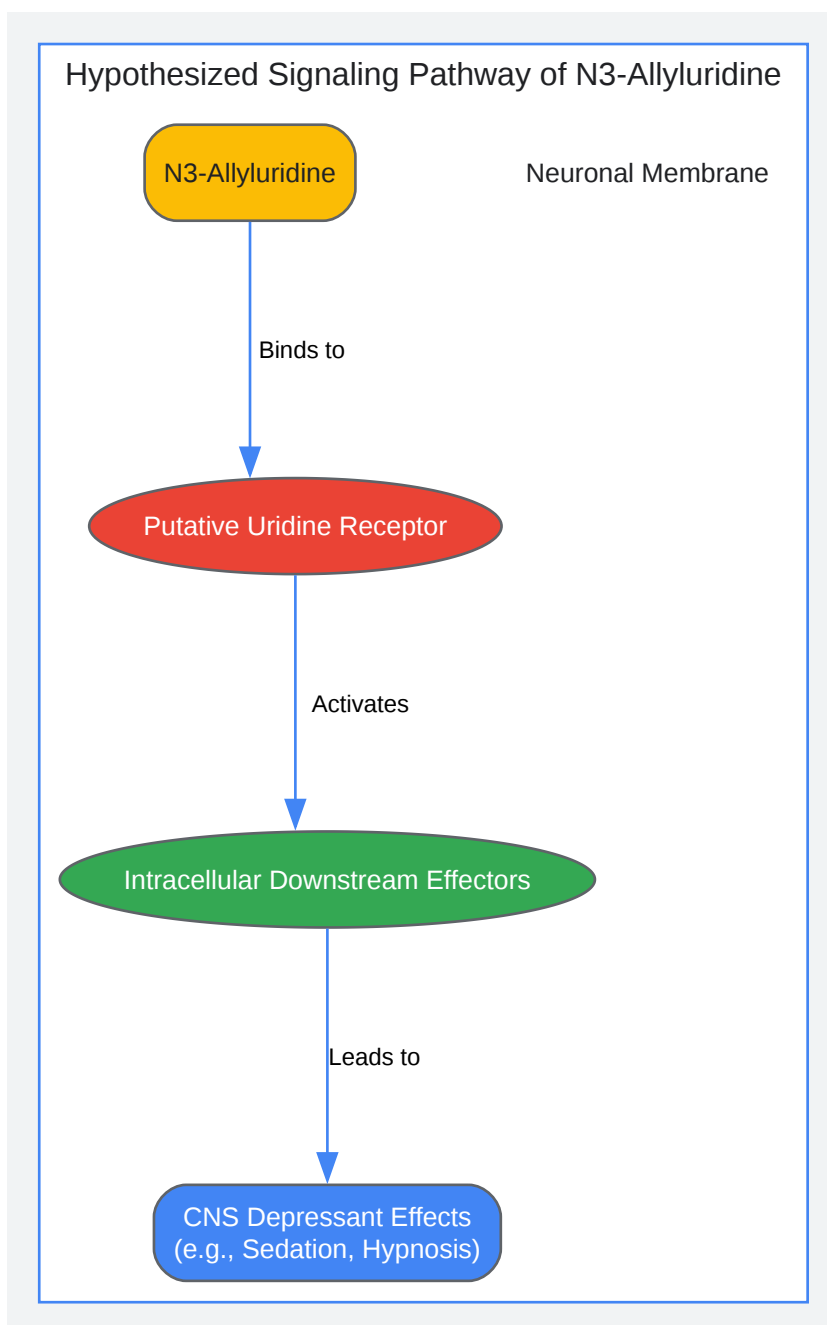 Hypothesized Signaling Pathway of N3-Allyluridine
N3-Allyluridine
Neuronal Membrane
Binds to
Putative Uridine Receptor
Activates
Intracellular Downstream Effectors
Leads to
CNS Depressant Effects
(e.g., Sedation, Hypnosis)